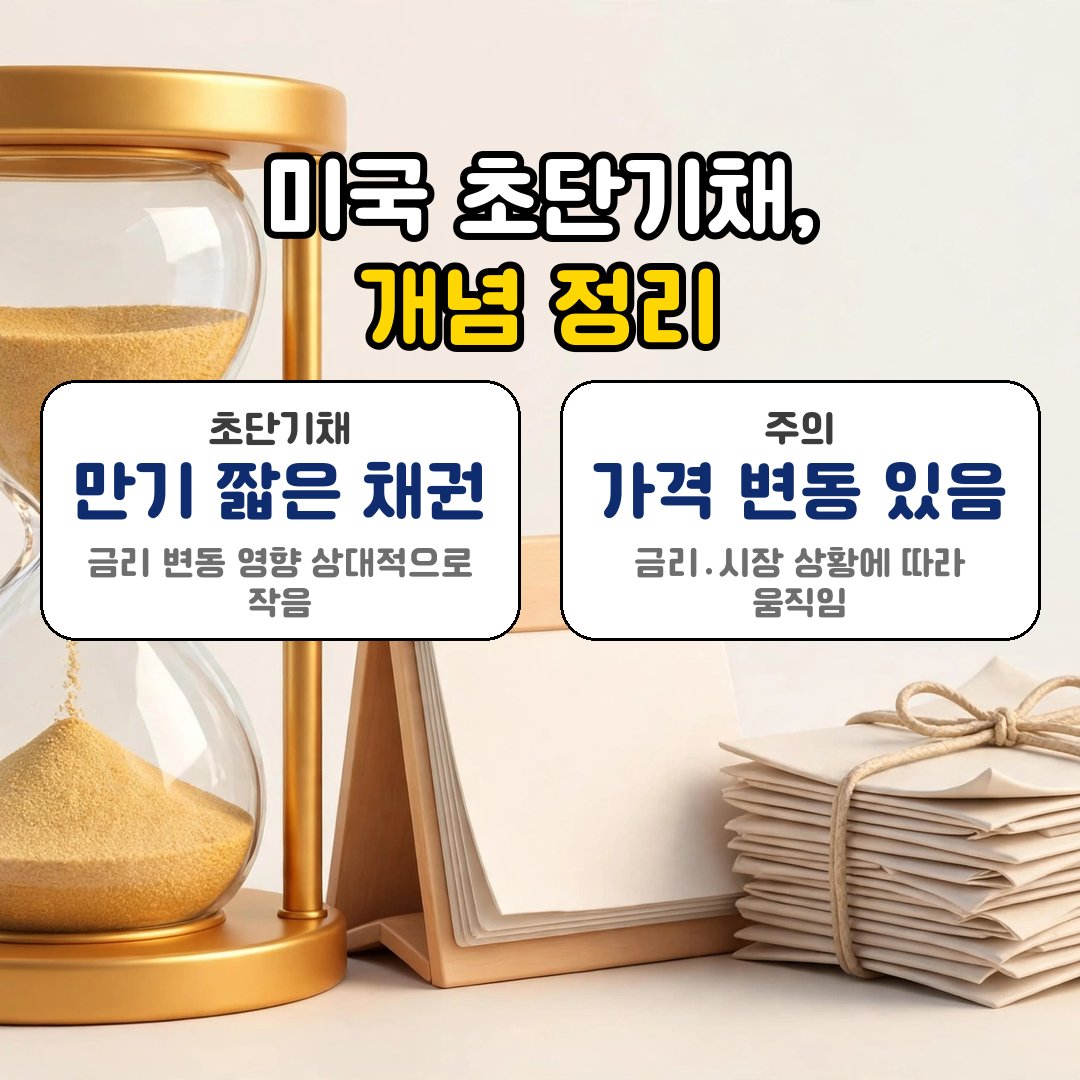 미국 초단기채,
개념 정리
초단기채
만기 짧은 채권
금리 변동 영향 상대적으로
작음
주의
가격 변동 있음
금리·시장 상황에 따라
움직임